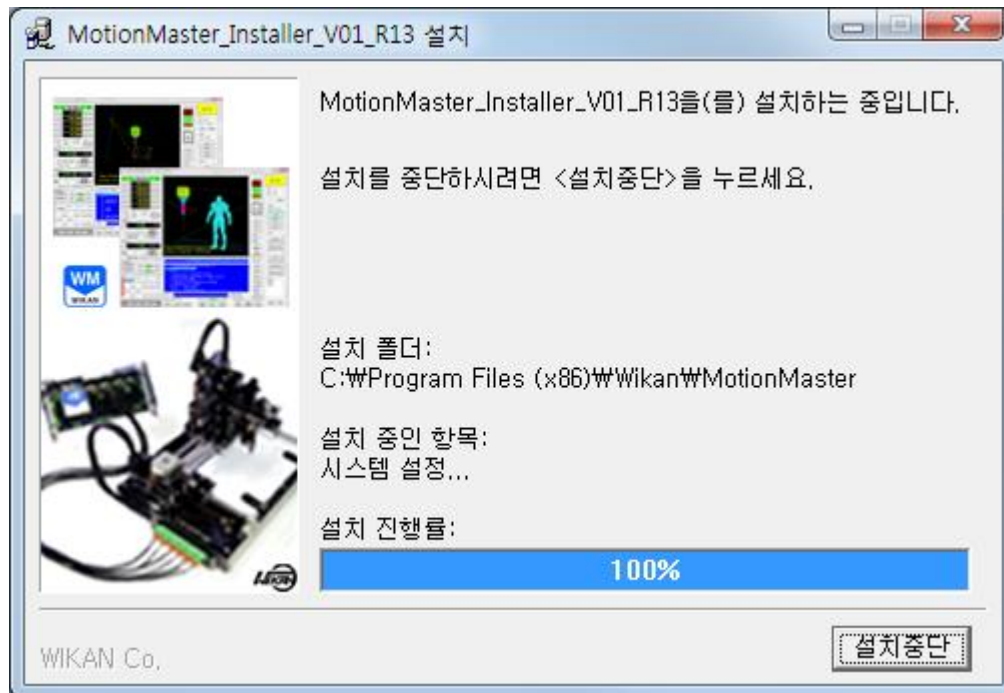 MotionMaster_Installer_V01_R13 설치
MotionMaster_Installer_V01_R13을(를) 설치하는 중입니다.
설치를 중단하시려면 <설치중단>을 누르세요.
WM
WIKAN
설치 폴더:
C:₩Program Files (x86)₩Wikan₩MotionMaster
설치 중인 항목:
시스템 설정...
설치 진행률:
100%
WIKAN
WIKAN Co.
설치중단